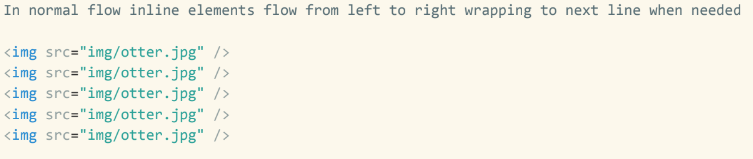 In normal flow inline elements flow from left to right wrapping to next line when needed
<img src="img/otter.jpg" />
<img src="img/otter.jpg" />
<img src="img/otter.jpg" />
<img src="img/otter.jpg" />
<img src="img/otter.jpg" />